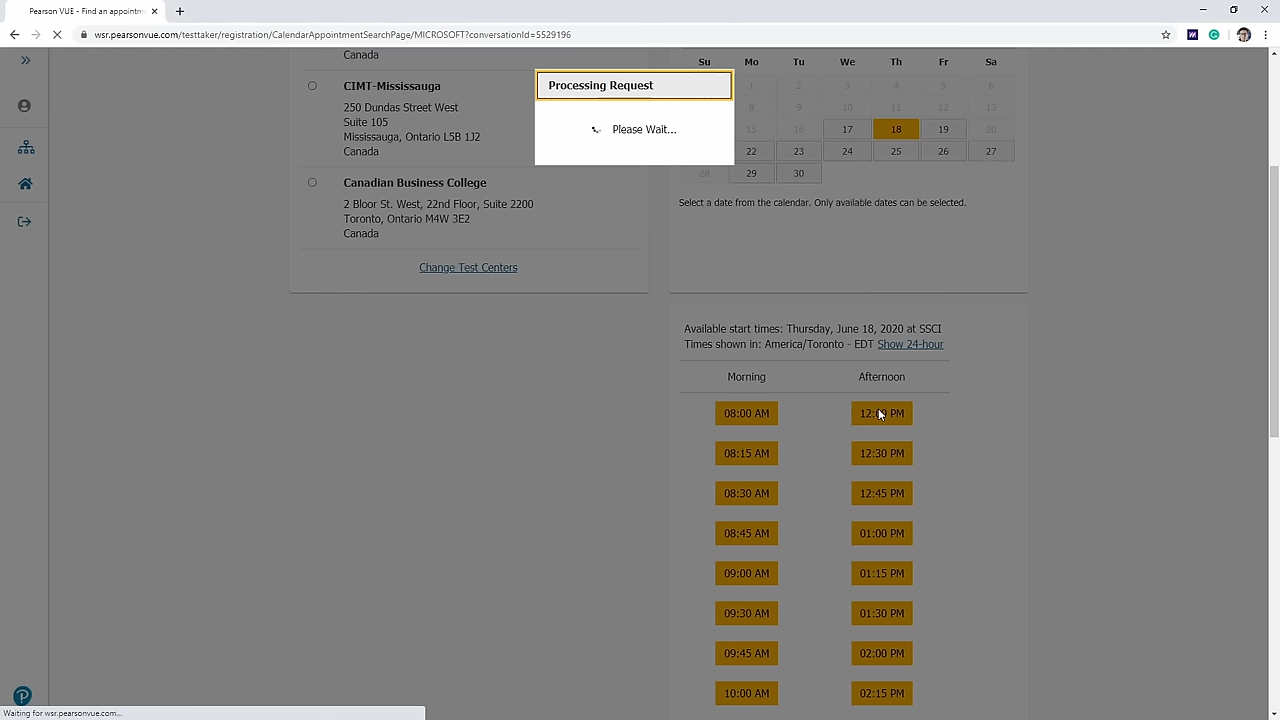 Pearson VUE - Find an appointm
wsr.pearsonvue.com/testtaker/registration/CalendarAppointmentSearchPage/MICROSOFT?conversationId=5529196
Canada
CIMT-Mississauga
250 Dundas Street West
Suite 105
Mississauga, Ontario L5B 1J2
Canada
Canadian Business College
2 Bloor St. West, 22nd Floor, Suite 2200
Toronto, Ontario M4W 3E2
Canada
Change Test Centers
Processing Request
Please Wait...
Su Mo Tu We Th Fr Sa
1 2 3 4 5 6
8 9 10 11 12 13
15 16 17 18 19 20
22 23 24 25 26 27
28 29 30
Select a date from the calendar. Only available dates can be selected.
Available start times: Thursday, June 18, 2020 at SSCI
Times shown in: America/Toronto - EDT Show 24-hour
Morning Afternoon
08:00 AM 12:00 PM
08:15 AM 12:30 PM
08:30 AM 12:45 PM
08:45 AM 01:00 PM
09:00 AM 01:15 PM
09:30 AM 01:30 PM
09:45 AM 02:00 PM
10:00 AM 02:15 PM
Waiting for wsr.pearsonvue.com...